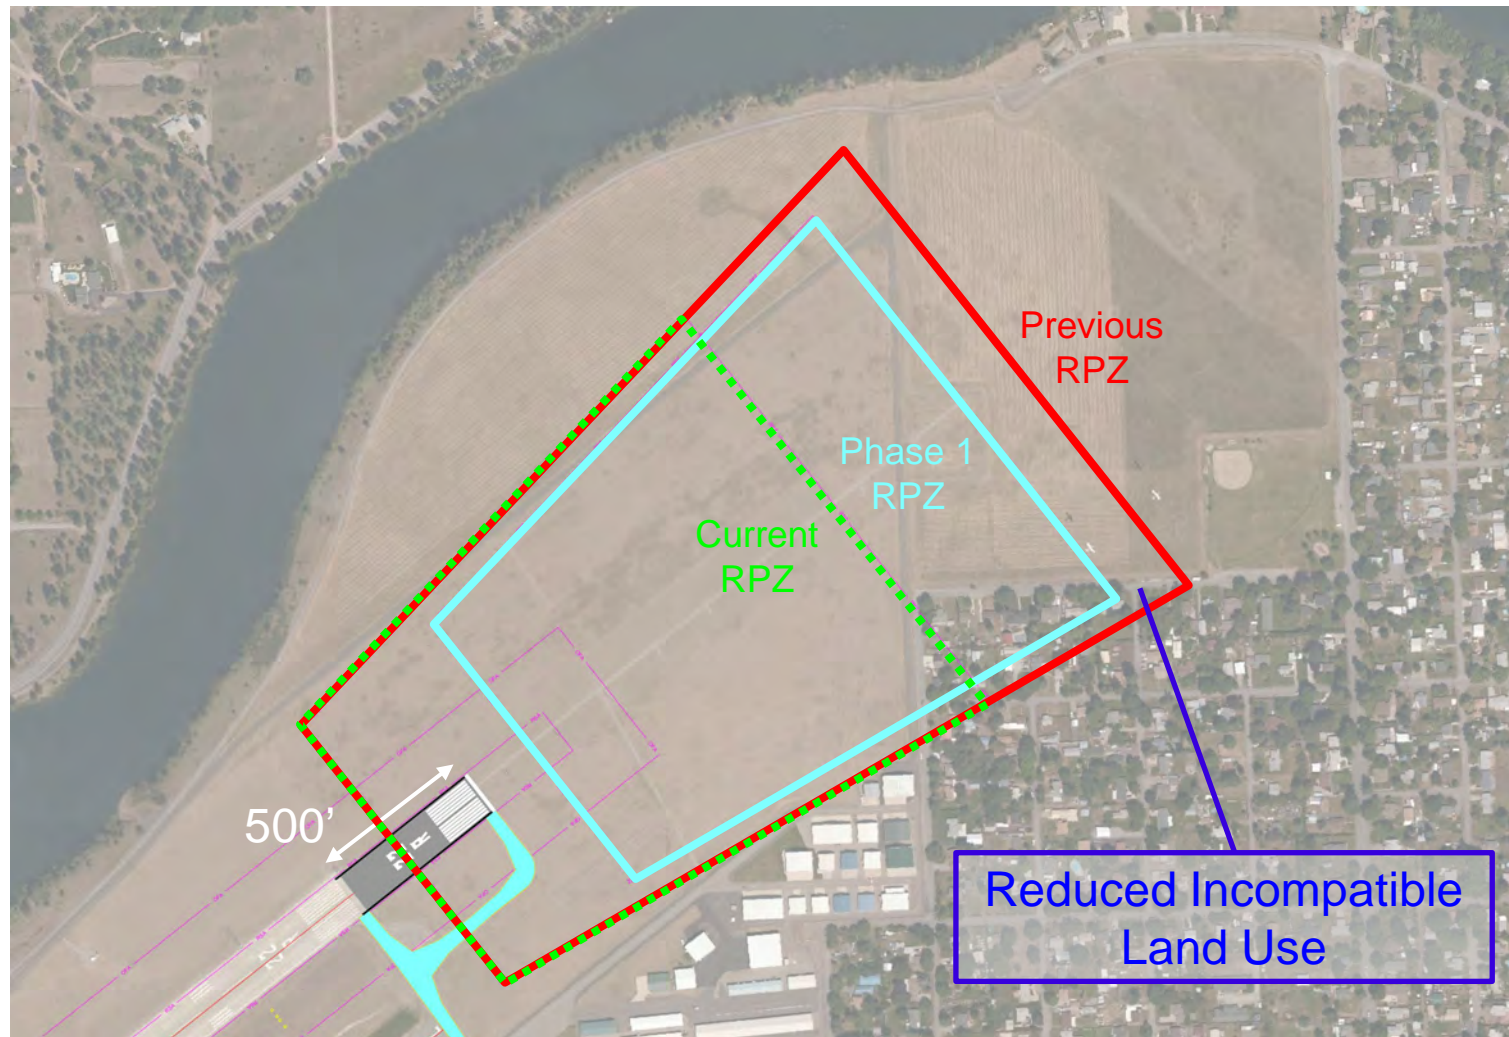 Previous
RPZ
Phase 1
RPZ
Current
RPZ
500’
Reduced Incompatible
Land Use